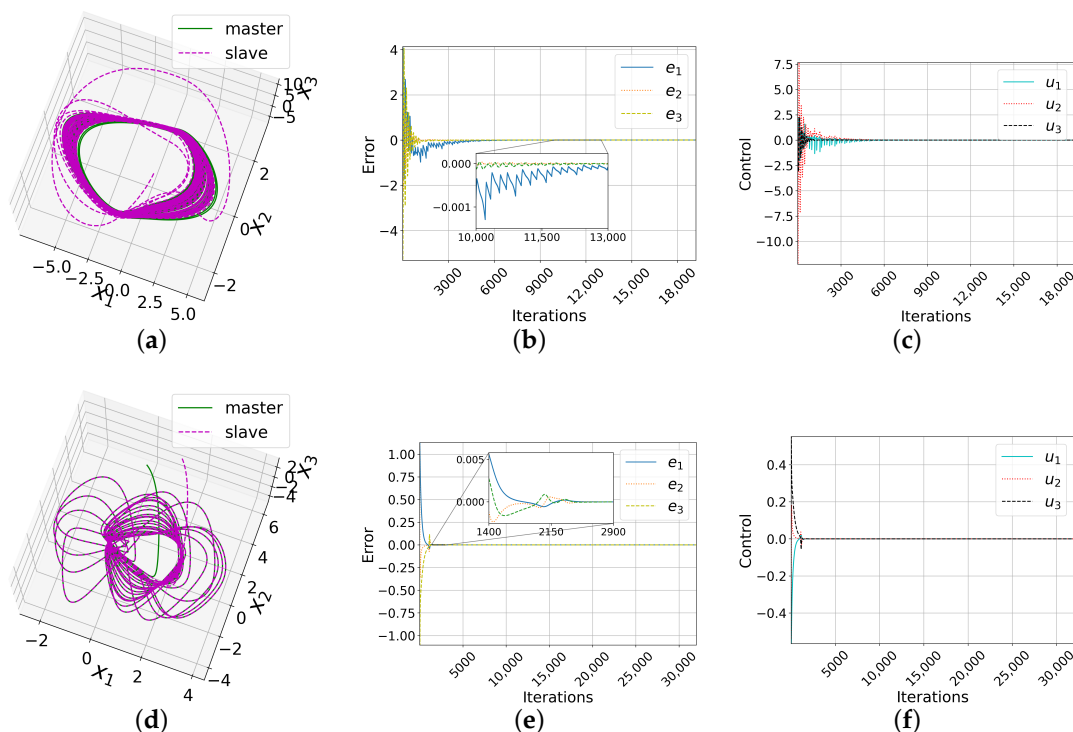 master
slave
10
5
0
−5
x3
2
0
−2
x2
−5.0
−2.5
0.0
2.5
5.0
x1
(a)
4
2
0
−2
−4
Error
e1
e2
e3
0.000
−0.001
10,000
11,500
13,000
3000
6000
9000
12,000
15,000
18,000
Iterations
(b)
7.5
5.0
2.5
0.0
−2.5
−5.0
−7.5
−10.0
Control
u1
u2
u3
3000
6000
9000
12,000
15,000
18,000
Iterations
(c)
master
slave
2
0
−2
−4
x3
6
4
2
0
−2
−4
x2
−2
0
2
4
x1
(d)
1.00
0.75
0.50
0.25
0.00
−0.25
−0.50
−0.75
−1.00
Error
e1
e2
e3
0.005
0.000
1400
2150
2900
5000
10,000
15,000
20,000
25,000
30,000
Iterations
(e)
0.4
0.2
0.0
−0.2
−0.4
Control
u1
u2
u3
5000
10,000
15,000
20,000
25,000
30,000
Iterations
(f)